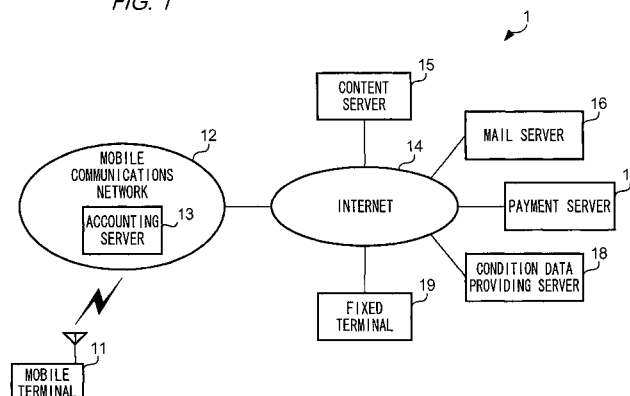 FIG. 1
1
15
CONTENT
SERVER
16
MAIL SERVER
12
MOBILE
COMMUNICATIONS
NETWORK
14
13
ACCOUNTING
SERVER
INTERNET
PAYMENT SERVER
18
CONDITION DATA
PROVIDING SERVER
19
FIXED
TERMINAL
11
MOBILE
TERMINAL